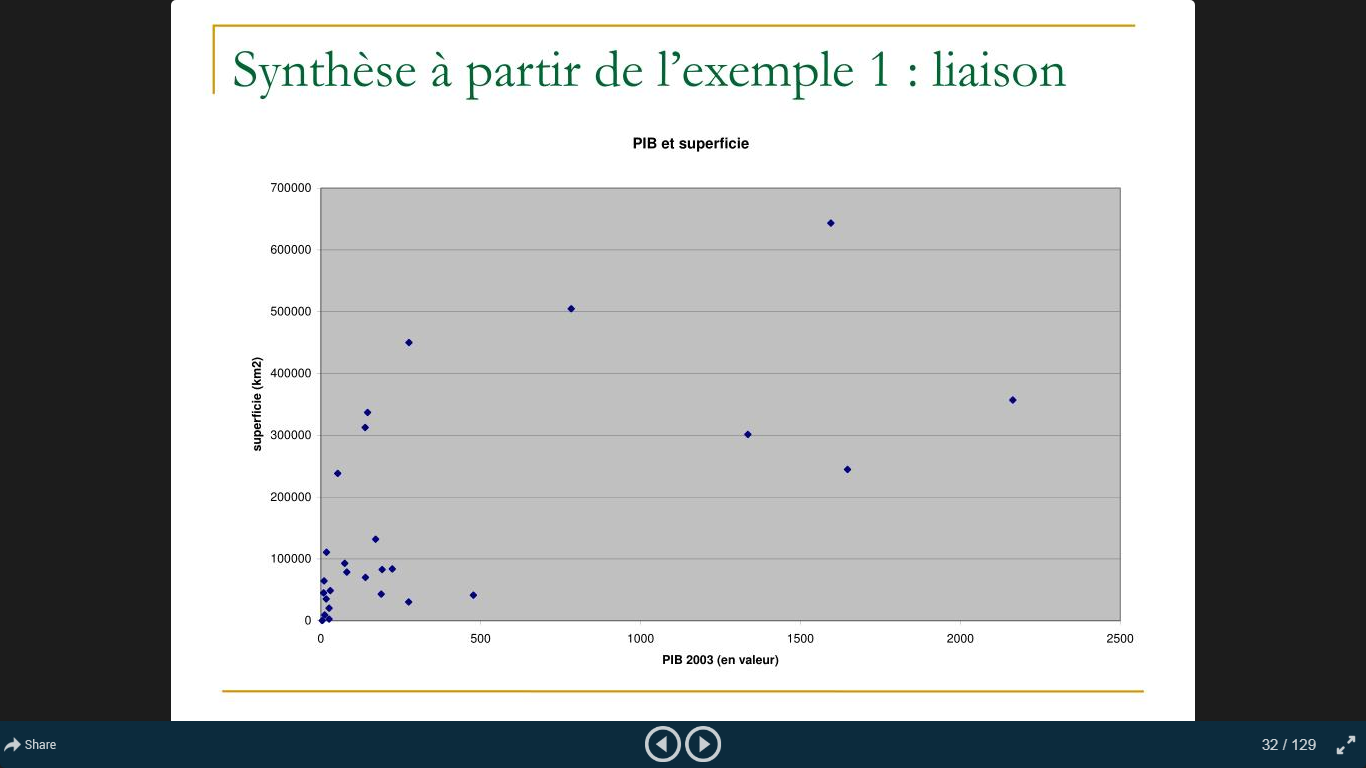 Synthèse à partir de l’exemple 1 : liaison
PIB et superficie
700000
600000
500000
400000
300000
200000
100000
0
superficie (km2)
0 500 1000 1500 2000 2500
PIB 2003 (en valeur)
Share
32 / 129